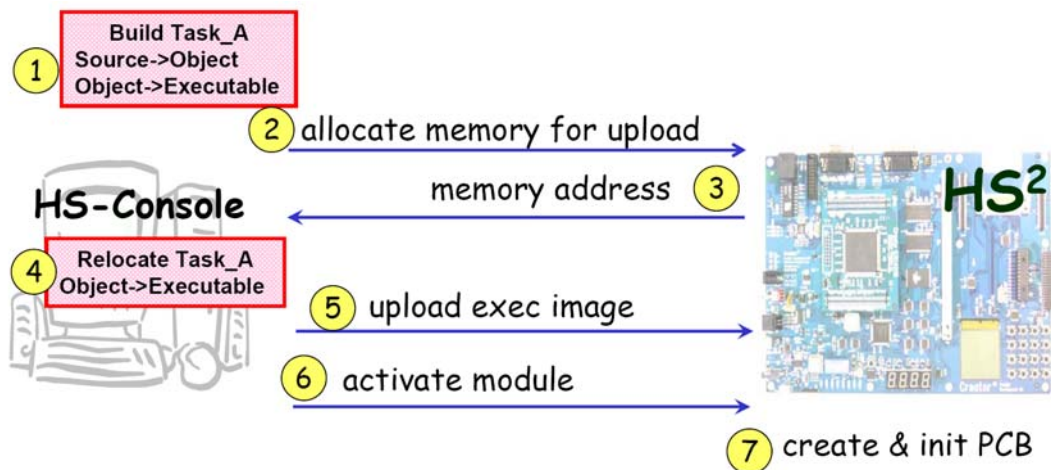 1
Build Task_A
Source->Object
Object->Executable
2 allocate memory for upload
memory address 3
HS-Console
HS²
4
Relocate Task_A
Object->Executable
5 upload exec image
6 activate module
7 create & init PCB